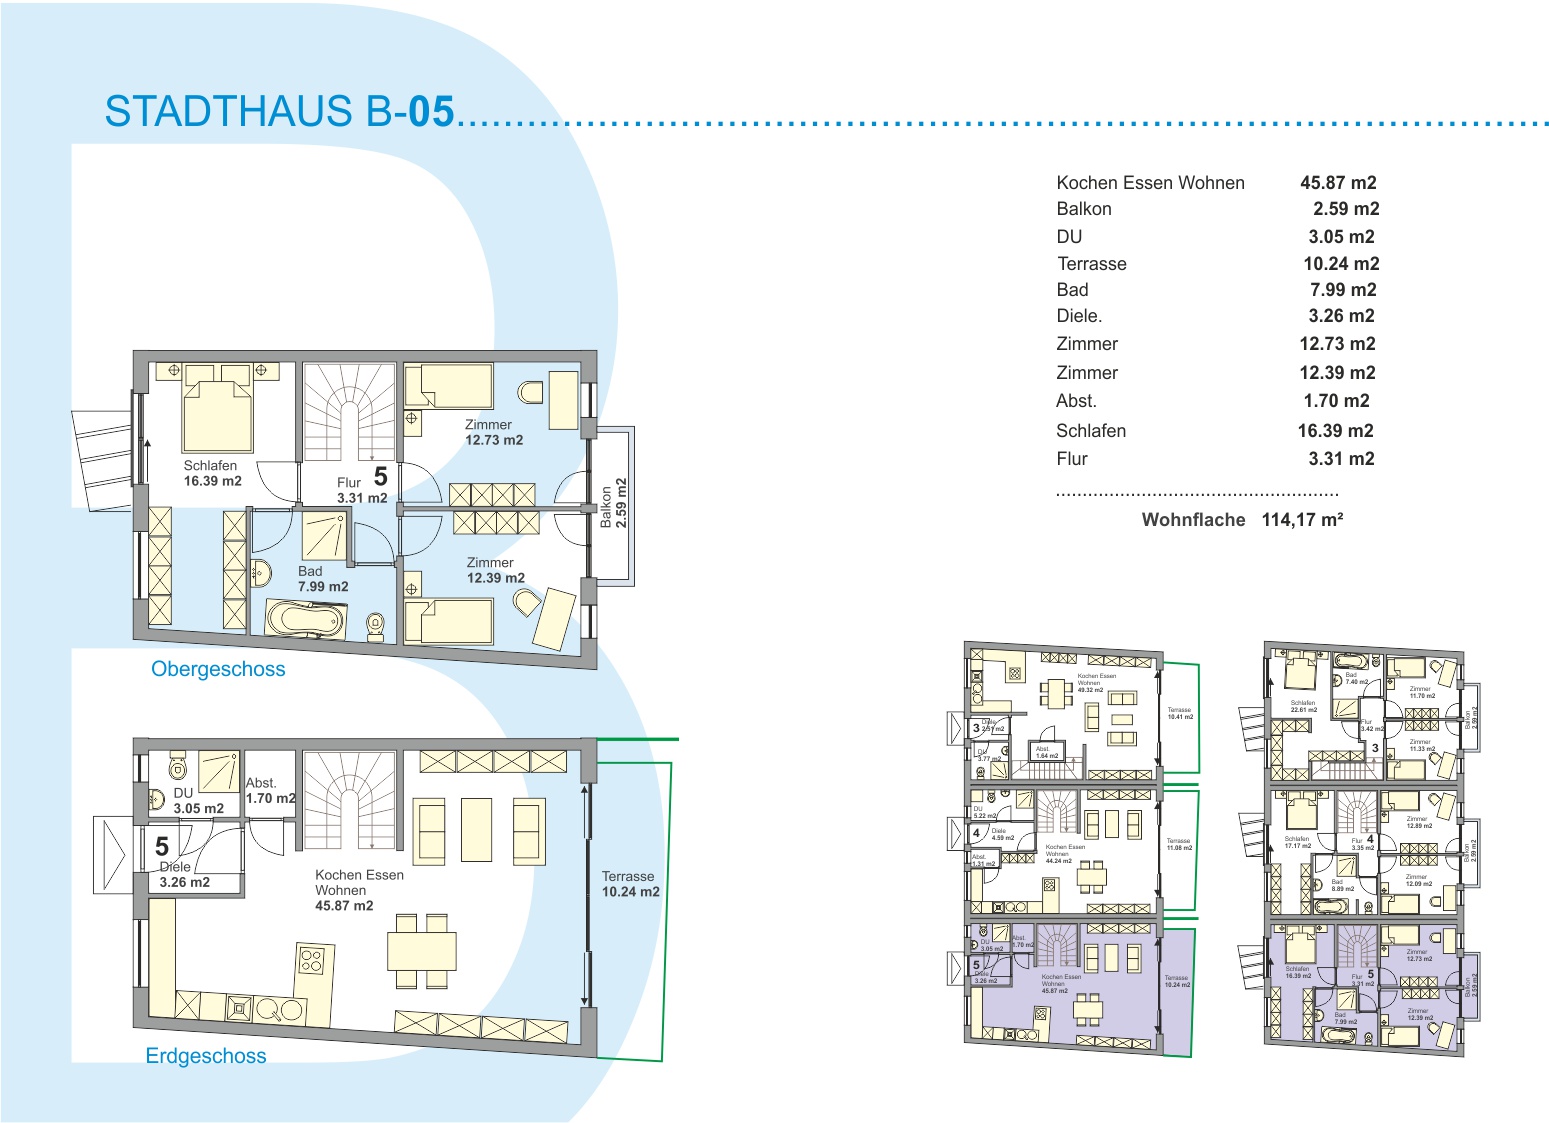 STADTHAUS B-05
Kochen Essen Wohnen 45.87 m2
Balkon 2.59 m2
DU 3.05 m2
Terrasse 10.24 m2
Bad 7.99 m2
Diele. 3.26 m2
Zimmer 12.73 m2
Zimmer 12.39 m2
Abst. 1.70 m2
Schlafen 16.39 m2
Flur 3.31 m2
Wohnflache 114,17 m²
Schlafen
16.39 m2
Flur 5
3.31 m2
Zimmer
12.73 m2
Balkon
2.59 m2
Bad
7.99 m2
Zimmer
12.39 m2
Obergeschoss
DU
3.05 m2
Abst.
1.70 m2
5
Diele
3.26 m2
Kochen Essen
Wohnen
45.87 m2
Terrasse
10.24 m2
Erdgeschoss
Kochen Essen
Wohnen
49.32 m2
Terrasse
10.41 m2
3 Diele
2.51 m2
DU
3.77 m2
Abst.
1.64 m2
DU
5.22 m2
4 Diele
4.59 m2
Abst.
1.31 m2
Kochen Essen
Wohnen
44.24 m2
Terrasse
11.08 m2
DU
3.05 m2
Abst.
1.70 m2
5
Diele
3.26 m2
Kochen Essen
Wohnen
45.87 m2
Terrasse
10.24 m2
Schlafen
22.61 m2
Bad
7.40 m2
Zimmer
11.70 m2
Flur
3.42 m2
3
Zimmer
11.33 m2
Balkon
2.59 m2
Schlafen
17.17 m2
Flur 4
3.35 m2
Zimmer
12.89 m2
Bad
8.89 m2
Zimmer
12.09 m2
Balkon
2.59 m2
Schlafen
16.39 m2
Flur 5
3.31 m2
Zimmer
12.73 m2
Bad
7.99 m2
Zimmer
12.39 m2
Balkon
2.59 m2